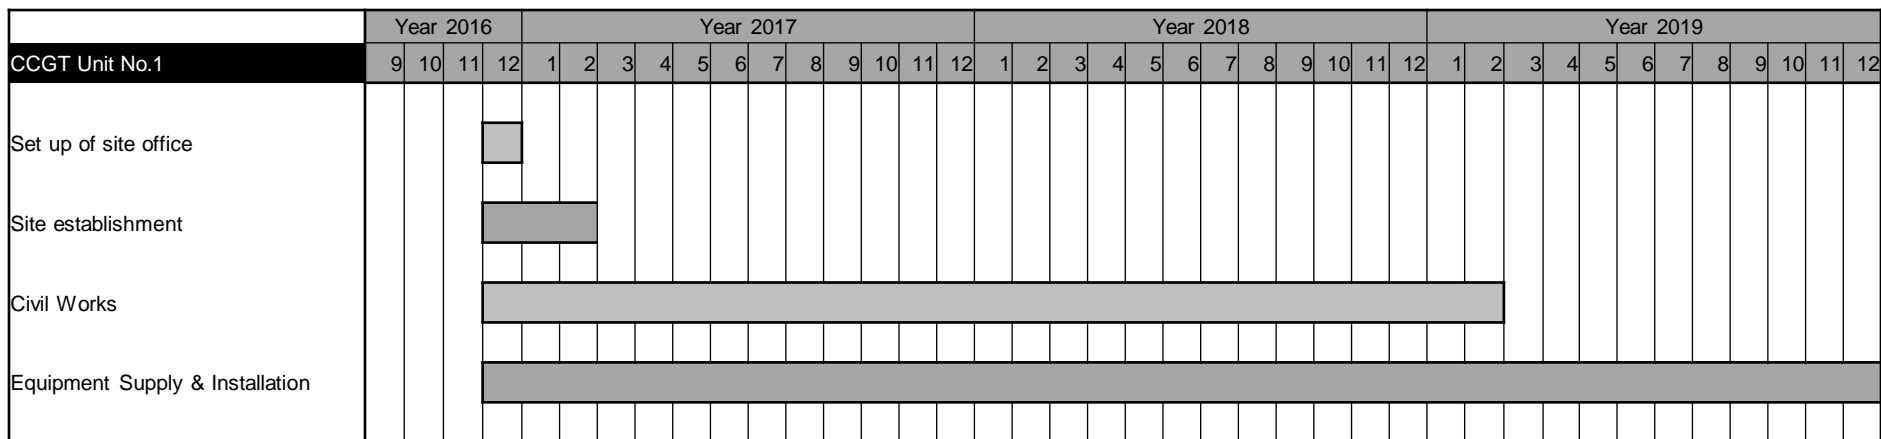 Year 2016 Year 2017 Year 2018 Year 2019
CCGT Unit No.1 9 10 11 12 1 2 3 4 5 6 7 8 9 10 11 12 1 2 3 4 5 6 7 8 9 10 11 12 1 2 3 4 5 6 7 8 9 10 11 12
Set up of site office
Site establishment
Civil Works
Equipment Supply & Installation